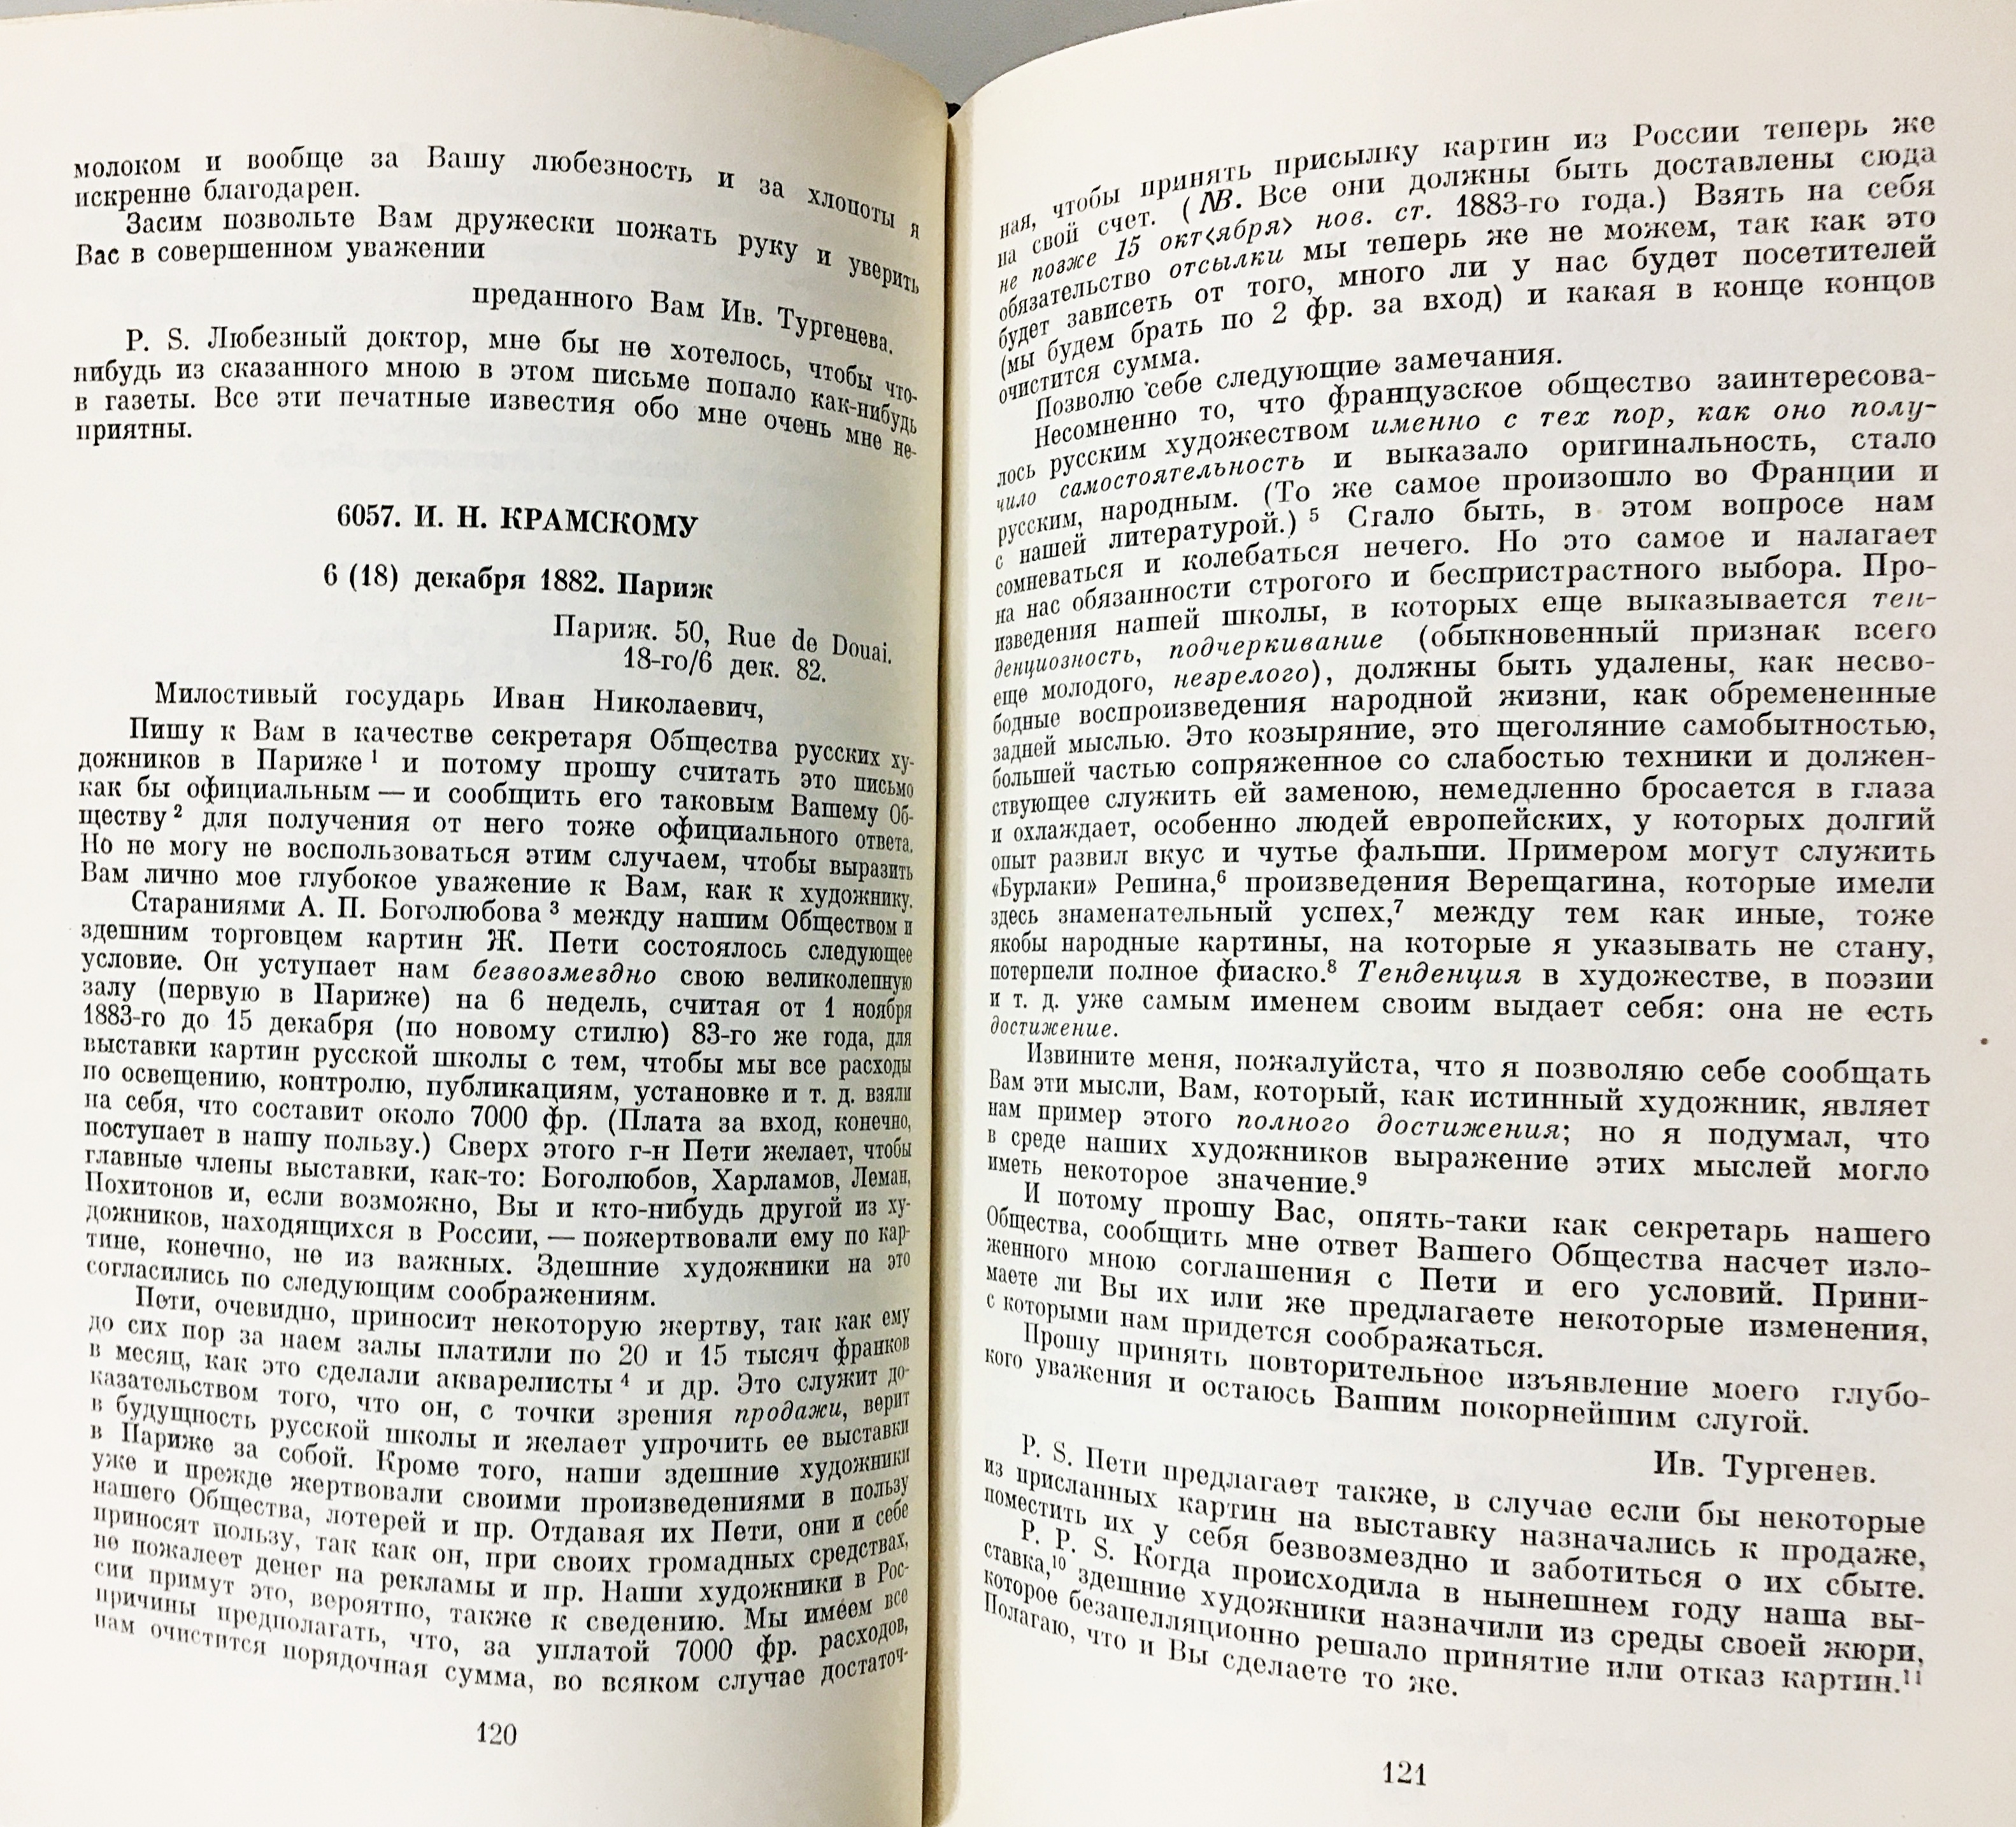 молоком и вообще за Вашу любезность и за хлопоты я
искренне благодарен.
Засим позвольте Вам дружески пожать руку и уверить
Вас в совершенном уважении
преданного Вам Ив. Тургенева.
P. S. Любезный доктор, мне бы не хотелось, чтобы что-
нибудь из сказанного мною в этом письме попало как-нибудь
в газеты. Все эти печатные известия обо мне очень мне не-
приятны.
6057. И. Н. КРАМСКОМУ
6 (18) декабря 1882. Париж
Париж. 50, Rue de Douai.
18-го/6 дек. 82.
Милостивый государь Иван Николаевич,
Пишу к Вам в качестве секретаря Общества русских ху-
дожников в Париже 1 и потому прошу считать это письмо
как бы официальным — и сообщить его таковым Вашему Об-
ществу 2 для получения от него тоже официального ответа.
Но не могу не воспользоваться этим случаем, чтобы выразить
Вам лично мое глубокое уважение к Вам, как к художнику.
Стараниями А. П. Боголюбова 3 между нашим Обществом и
здешним торговцем картин Ж. Пети состоялось следующее
условие. Он уступает нам безвозмездно свою великолепную
залу (первую в Париже) на 6 недель, считая от 1 ноября
1883-го до 15 декабря (по новому стилю) 83-го же года, для
выставки картин русской школы с тем, чтобы мы все расходы
по освещению, контролю, публикациям, установке и т. д. взяли
на себя, что составит около 7000 фр. (Плата за вход, конечно,
поступает в нашу пользу.) Сверх этого г-н Пети желает, чтобы
главные члены выставки, как-то: Боголюбов, Харламов, Леман,
Похитонов и, если возможно, Вы и кто-нибудь другой из ху-
дожников, находящихся в России, — пожертвовали ему по кар-
тине, конечно, не из важных. Здешние художники на это
согласились по следующим соображениям.
Пети, очевидно, приносит некоторую жертву, так как ему
до сих пор за наем залы платили по 20 и 15 тысяч франков
в месяц, как это сделали акварелисты 4 и др. Это служит до-
казательством того, что он, с точки зрения продажи, верит
в будущность русской школы и желает упрочить ее выставки
в Париже за собой. Кроме того, наши здешние художники
уже и прежде жертвовали своими произведениями в пользу
нашего Общества, лотерей и пр. Отдавая их Пети, они и себе
приносят пользу, так как он, при своих громадных средствах,
не пожалеет денег на рекламы и пр. Наши художники в Рос-
сии примут это, вероятно, также к сведению. Мы имеем все
причины предполагать, что, за уплатой 7000 фр. расходов,
нам очистится порядочная сумма, во всяком случае достаточ-
120
ная, чтобы принять присылку картин из России теперь же
на свой счет. (NB. Все они должны быть доставлены сюда
не позже 15 окт<ября> нов. ст. 1883-го года.) Взять на себя
обязательство отсылки мы теперь же не можем, так как это
будет зависеть от того, много ли у нас будет посетителей
(мы будем брать по 2 фр. за вход) и какая в конце концов
очистится сумма.
Позволю себе следующие замечания.
Несомненно то, что французское общество заинтересова-
лось русским художеством именно с тех пор, как оно полу-
чило самостоятельность и выказало оригинальность, стало
русским, народным. (То же самое произошло во Франции и
с нашей литературой.) 5 Стало быть, в этом вопросе нам
сомневаться и колебаться нечего. Но это самое и налагает
на нас обязанности строгого и беспристрастного выбора. Про-
изведения нашей школы, в которых еще выказывается тен-
денциозность, подчеркивание (обыкновенный признак всего
еще молодого, незрелого), должны быть удалены, как несво-
бодные воспроизведения народной жизни, как обремененные
задней мыслью. Это козыряние, это щеголяние самобытностью,
большей частью сопряженное со слабостью техники и должен-
ствующее служить ей заменою, немедленно бросается в глаза
и охлаждает, особенно людей европейских, у которых долгий
опыт развил вкус и чутье фальши. Примером могут служить
«Бурлаки» Репина,6 произведения Верещагина, которые имели
здесь знаменательный успех,7 между тем как иные, тоже
якобы народные картины, на которые я указывать не стану,
потерпели полное фиаско.8 Тенденция в художестве, в поэзии
и т. д. уже самым именем своим выдает себя: она не есть
достижение.
Извините меня, пожалуйста, что я позволяю себе сообщать
Вам эти мысли, Вам, который, как истинный художник, являет
нам пример этого полного достижения; но я подумал, что
в среде наших художников выражение этих мыслей могло
иметь некоторое значение.9
И потому прошу Вас, опять-таки как секретарь нашего
Общества, сообщить мне ответ Вашего Общества насчет изло-
женного мною соглашения с Пети и его условий. Прини-
маете ли Вы их или же предлагаете некоторые изменения,
с которыми нам придется соображаться.
Прошу принять повторительное изъявление моего глубо-
кого уважения и остаюсь Вашим покорнейшим слугой.
Ив. Тургенев.
P. S. Пети предлагает также, в случае если бы некоторые
из присланных картин на выставку назначались к продаже,
поместить их у себя безвозмездно и заботиться о их сбыте.
P. P. S. Когда происходила в нынешнем году наша вы-
ставка,10 здешние художники назначили из среды своей жюри,
которое безапелляционно решало принятие или отказ картин.11
Полагаю, что и Вы сделаете то же.
121